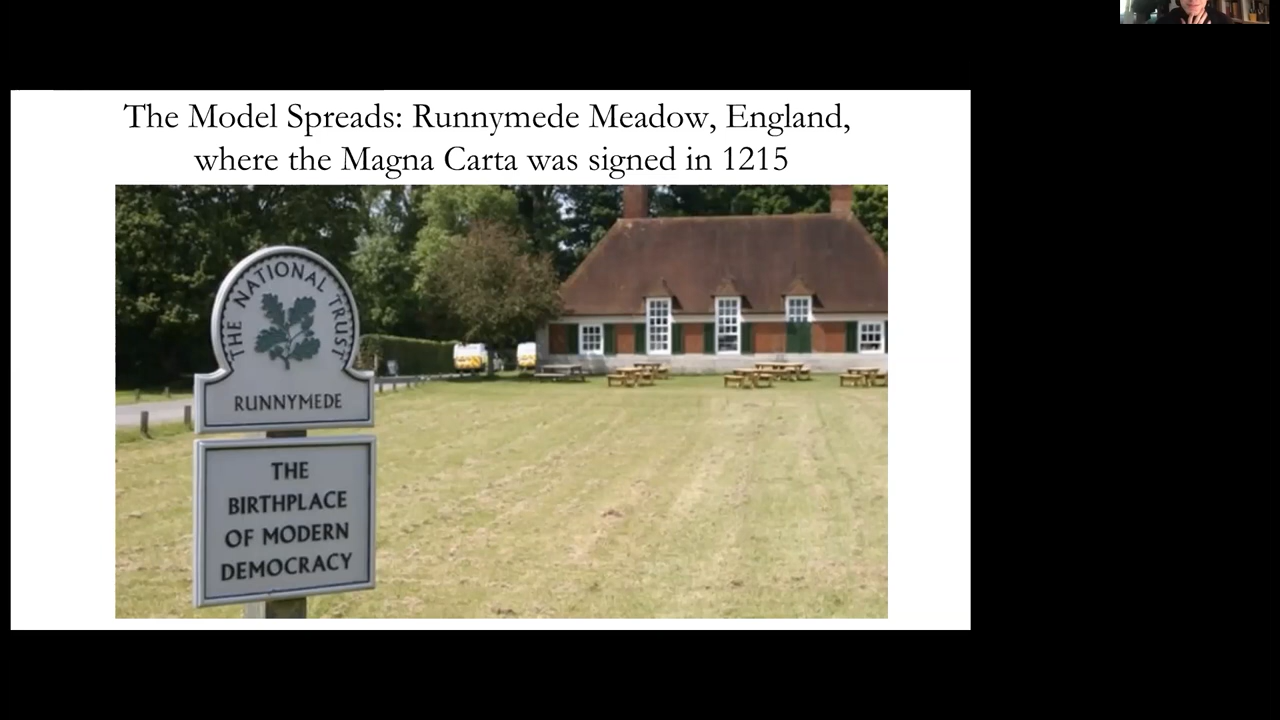 The Model Spreads: Runnymede Meadow, England,
where the Magna Carta was signed in 1215
THE NATIONAL TRUST
RUNNYMEDE
THE
BIRTHPLACE
OF MODERN
DEMOCRACY